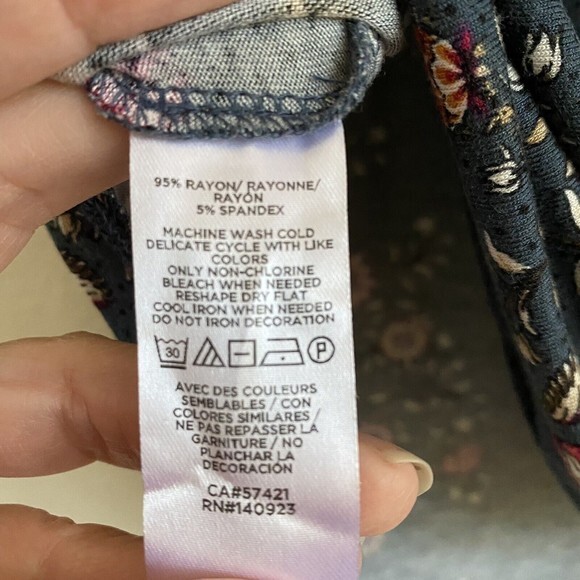 95% RAYON/ RAYONNE/
RAYÓN
5% SPANDEX
MACHINE WASH COLD
DELICATE CYCLE WITH LIKE
COLORS
ONLY NON-CHLORINE
BLEACH WHEN NEEDED
RESHAPE DRY FLAT
COOL IRON WHEN NEEDED
DO NOT IRON DECORATION
30 P
AVEC DES COULEURS
SEMBLABLES / CON
COLORES SIMILARES /
NE PAS REPASSER LA
GARNITURE / NO
PLANCHAR LA
DECORACIÓN
CA#57421
RN#140923